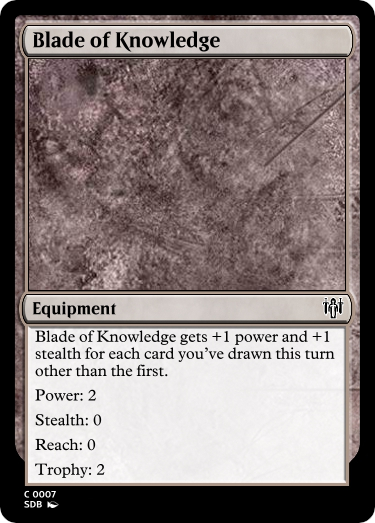 Blade of Knowledge
Equipment
Blade of Knowledge gets +1 power and +1
stealth for each card you've drawn this turn
other than the first.
Power: 2
Stealth: 0
Reach: 0
Trophy: 2
C 0007
SDB